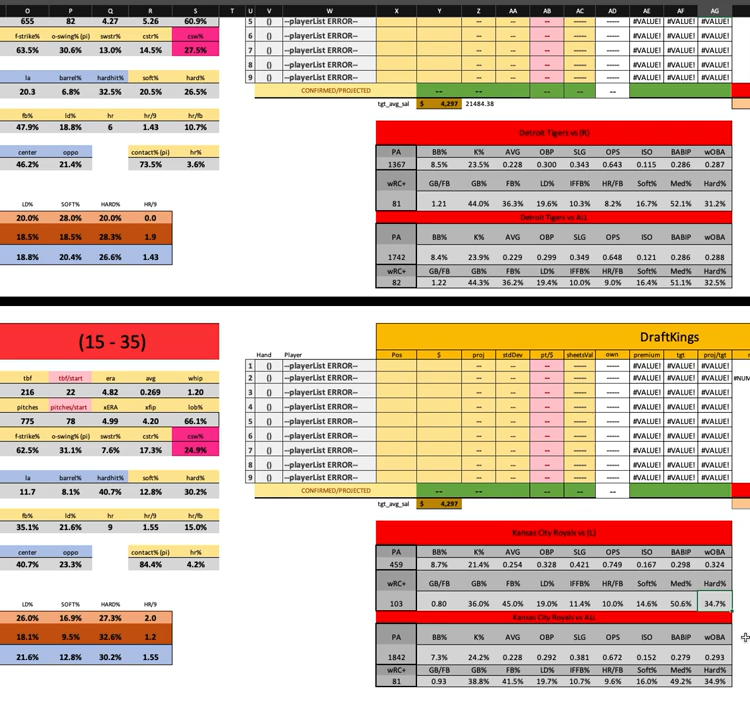 O P Q R S T U V W X Y Z AA AB AC AD AE AF AG
655 82 4.27 5.26 60.9% 5 () --playerList ERROR-- -- -- -- ----- ----- #VALUE! #VALUE! #VALUE!
f-strike% o-swing% (pi) swstr% cstr% csw% 6 () --playerList ERROR-- -- -- -- ----- ----- #VALUE! #VALUE! #VALUE!
63.5% 30.6% 13.0% 14.5% 27.5% 7 () --playerList ERROR-- -- -- -- ----- ----- #VALUE! #VALUE! #VALUE!
8 () --playerList ERROR-- -- -- -- ----- ----- #VALUE! #VALUE! #VALUE!
la barrel% hardhit% soft% hard% 9 () --playerList ERROR-- -- -- -- ----- ----- #VALUE! #VALUE! #VALUE!
20.3 6.8% 32.5% 20.5% 26.5% CONFIRMED/PROJECTED -- -- -- -- --
tgt_avg_sal $ 4,297 21484.38
fb% ld% hr hr/9 hr/fb
47.9% 18.8% 6 1.43 10.7%
Detroit Tigers vs (R)
center oppo contact% (pi) hr% PA BB% K% AVG OBP SLG OPS ISO BABIP wOBA
46.2% 21.4% 73.5% 3.6% 1367 8.5% 23.5% 0.228 0.300 0.343 0.643 0.115 0.286 0.287
wRC+ GB/FB GB% FB% LD% IFFB% HR/FB Soft% Med% Hard%
LD% SOFT% HARD% HR/9 81 1.21 44.0% 36.3% 19.6% 10.3% 8.2% 16.7% 52.1% 31.2%
20.0% 28.0% 20.0% 0.0 Detroit Tigers vs ALL
18.5% 18.5% 28.3% 1.9 PA BB% K% AVG OBP SLG OPS ISO BABIP wOBA
18.8% 20.4% 26.6% 1.43 1742 8.4% 23.9% 0.229 0.299 0.349 0.648 0.121 0.286 0.288
wRC+ GB/FB GB% FB% LD% IFFB% HR/FB Soft% Med% Hard%
82 1.22 44.3% 36.2% 19.4% 10.0% 9.0% 16.4% 51.1% 32.5%
(15 - 35) DraftKings
Hand Player Pos $ proj stdDev pt/$ sheetsVal own premium tgt proj/tgt
1 () --playerList ERROR-- -- -- -- ----- ----- #VALUE! #VALUE! #VALUE!
tbf tbf/start era avg whip 2 () --playerList ERROR-- -- -- -- ----- ----- #VALUE! #VALUE! #VALUE! #NUM
216 22 4.82 0.269 1.20 3 () --playerList ERROR-- -- -- -- ----- ----- #VALUE! #VALUE! #VALUE!
pitches pitches/start xERA xfip lob% 4 () --playerList ERROR-- -- -- -- ----- ----- #VALUE! #VALUE! #VALUE!
775 78 4.99 4.20 66.1% 5 () --playerList ERROR-- -- -- -- ----- ----- #VALUE! #VALUE! #VALUE!
f-strike% o-swing% (pi) swstr% cstr% csw% 6 () --playerList ERROR-- -- -- -- ----- ----- #VALUE! #VALUE! #VALUE!
62.5% 31.1% 7.6% 17.3% 24.9% 7 () --playerList ERROR-- -- -- -- ----- ----- #VALUE! #VALUE! #VALUE!
8 () --playerList ERROR-- -- -- -- ----- ----- #VALUE! #VALUE! #VALUE!
la barrel% hardhit% soft% hard% 9 () --playerList ERROR-- -- -- -- ----- ----- #VALUE! #VALUE! #VALUE!
11.7 8.1% 40.7% 12.8% 30.2% CONFIRMED/PROJECTED -- -- -- -- --
tgt_avg_sal $ 4,297
fb% ld% hr hr/9 hr/fb
35.1% 21.6% 9 1.55 15.0%
Kansas City Royals vs (L)
center oppo contact% (pi) hr% PA BB% K% AVG OBP SLG OPS ISO BABIP wOBA
40.7% 23.3% 84.4% 4.2% 459 8.7% 21.4% 0.254 0.328 0.421 0.749 0.167 0.298 0.324
wRC+ GB/FB GB% FB% LD% IFFB% HR/FB Soft% Med% Hard%
LD% SOFT% HARD% HR/9 103 0.80 36.0% 45.0% 19.0% 11.4% 10.0% 14.6% 50.6% 34.7%
26.0% 16.9% 27.3% 2.0 Kansas City Royals vs ALL
18.1% 9.5% 32.6% 1.2 PA BB% K% AVG OBP SLG OPS ISO BABIP wOBA
21.6% 12.8% 30.2% 1.55 1842 7.3% 24.2% 0.228 0.292 0.381 0.672 0.152 0.279 0.293
wRC+ GB/FB GB% FB% LD% IFFB% HR/FB Soft% Med% Hard%
81 0.93 38.8% 41.5% 19.7% 10.7% 9.6% 16.0% 49.2% 34.9%